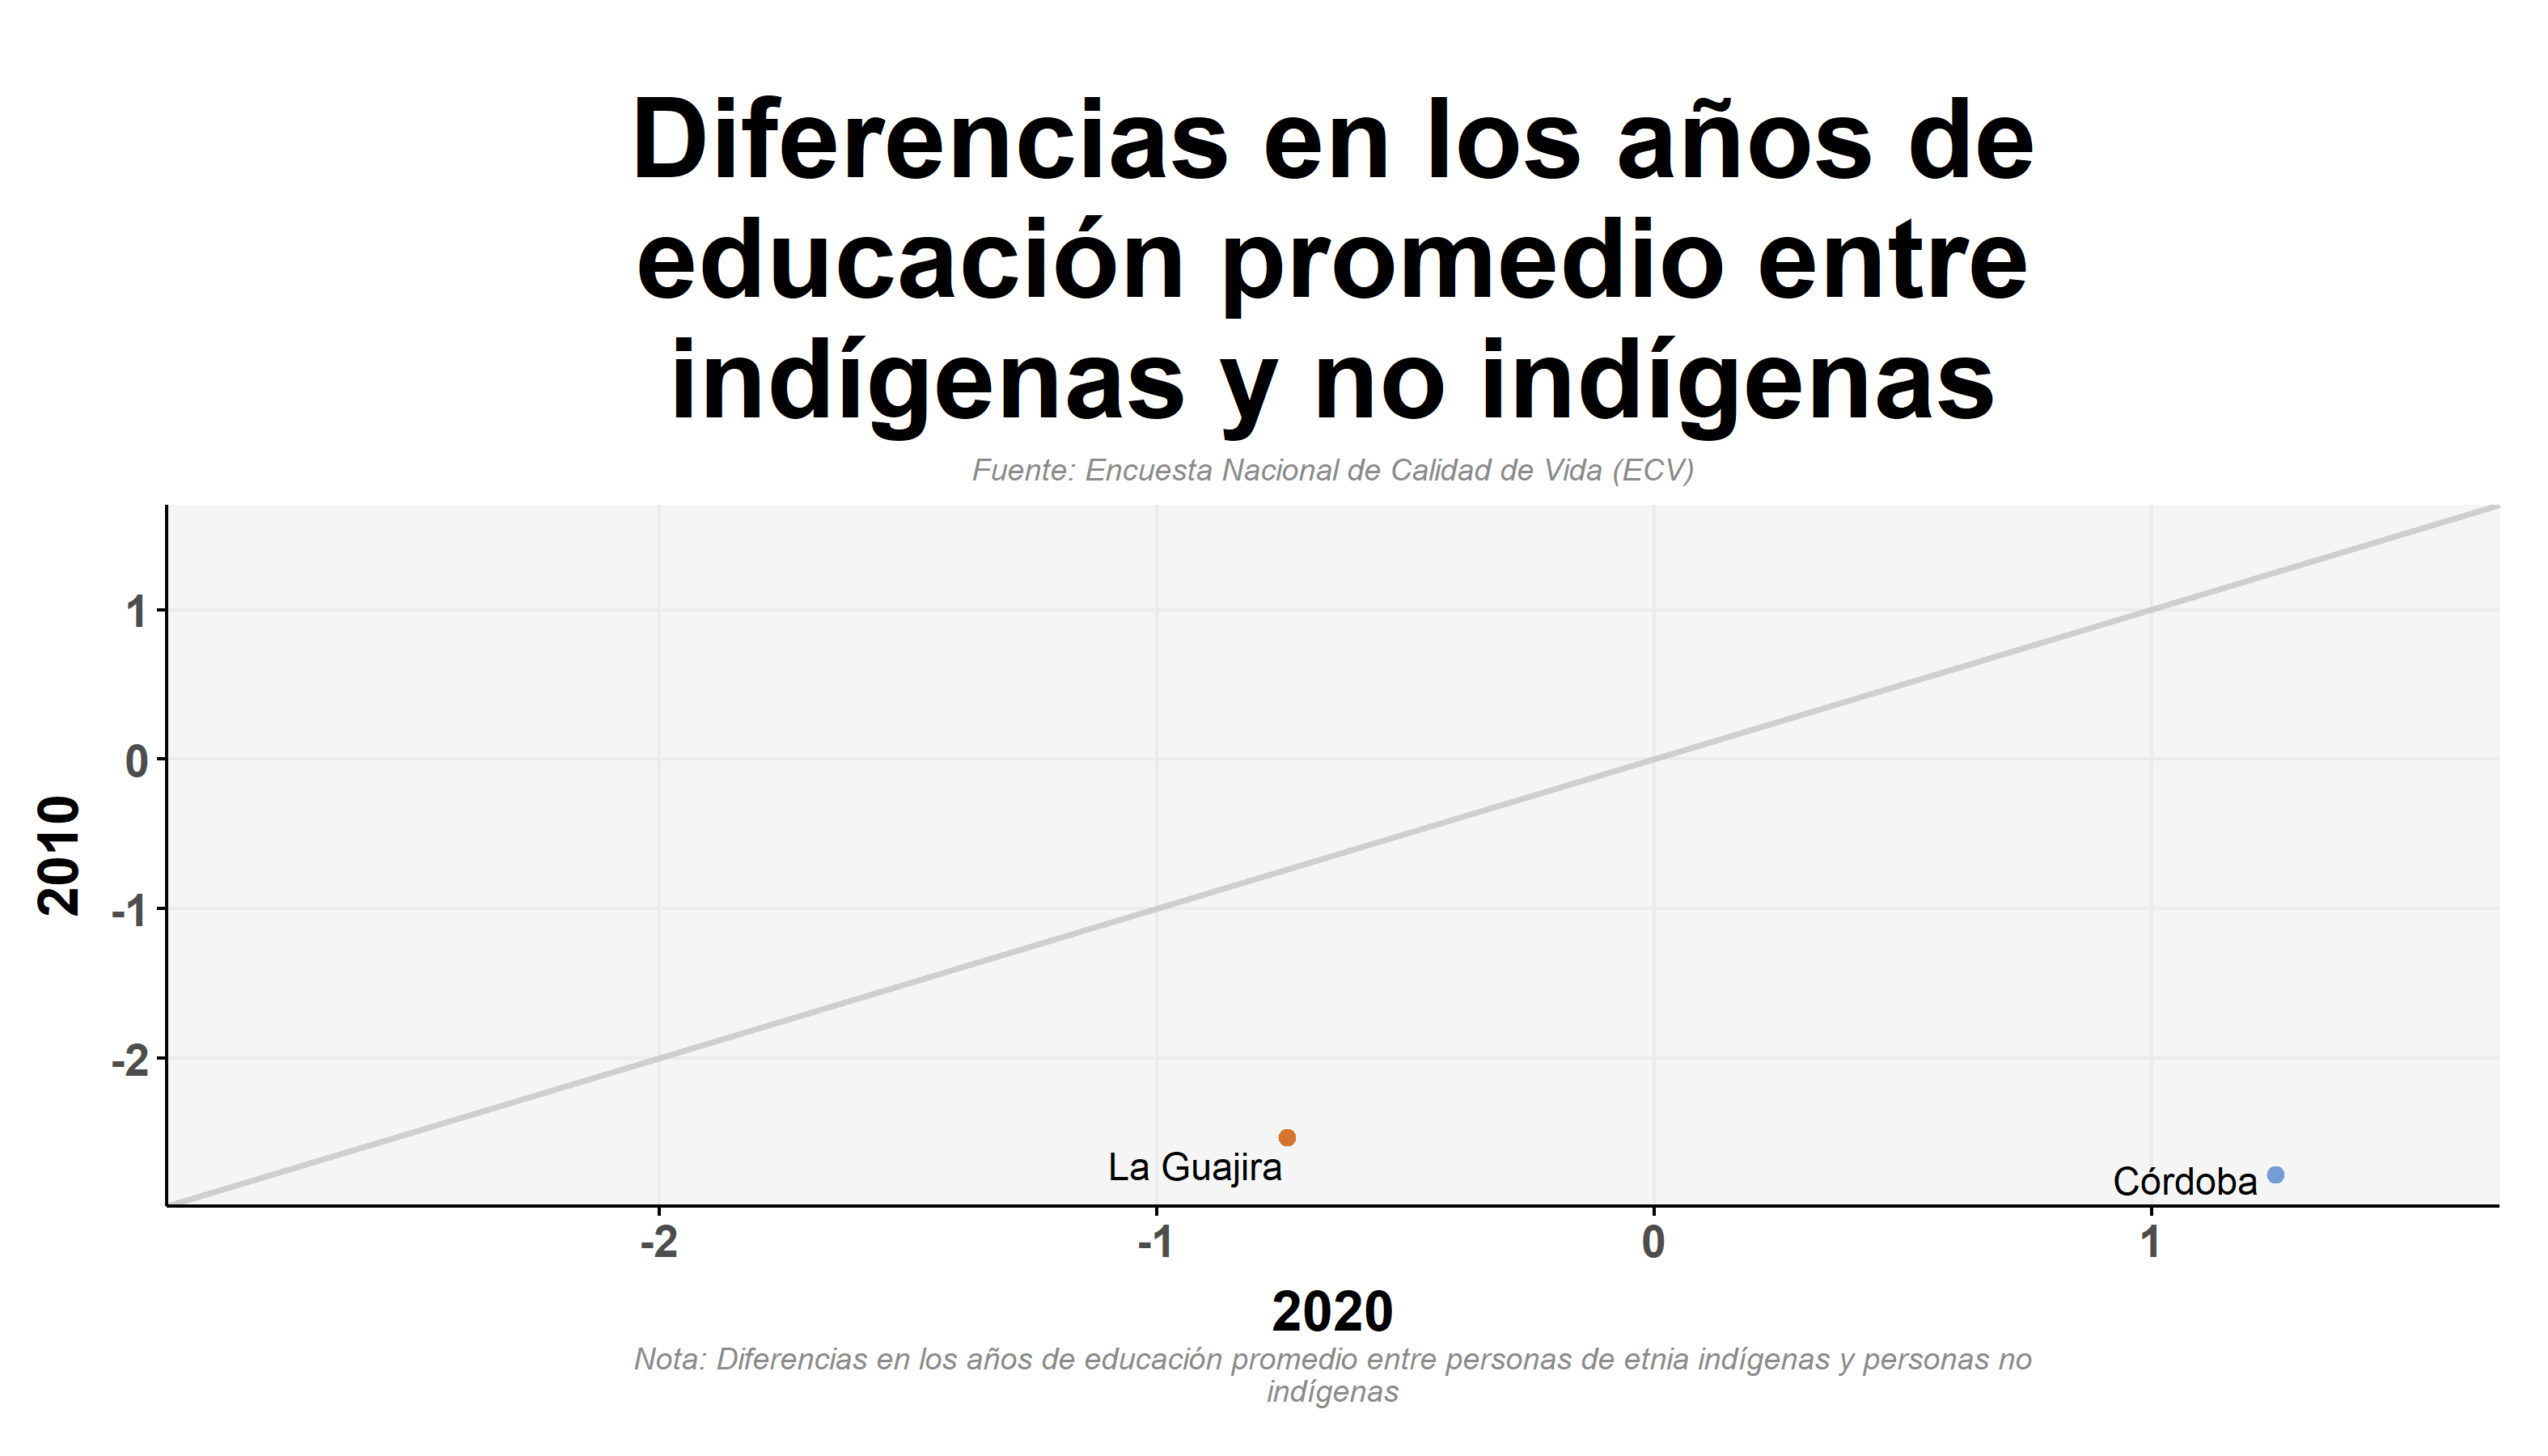 Diferencias en los años de
educación promedio entre
indígenas y no indígenas
Fuente: Encuesta Nacional de Calidad de Vida (ECV)
1
0
-1
-2
2010
La Guajira
Córdoba
-2
-1
0
1
2020
Nota: Diferencias en los años de educación promedio entre personas de etnia indígenas y personas no
indígenas